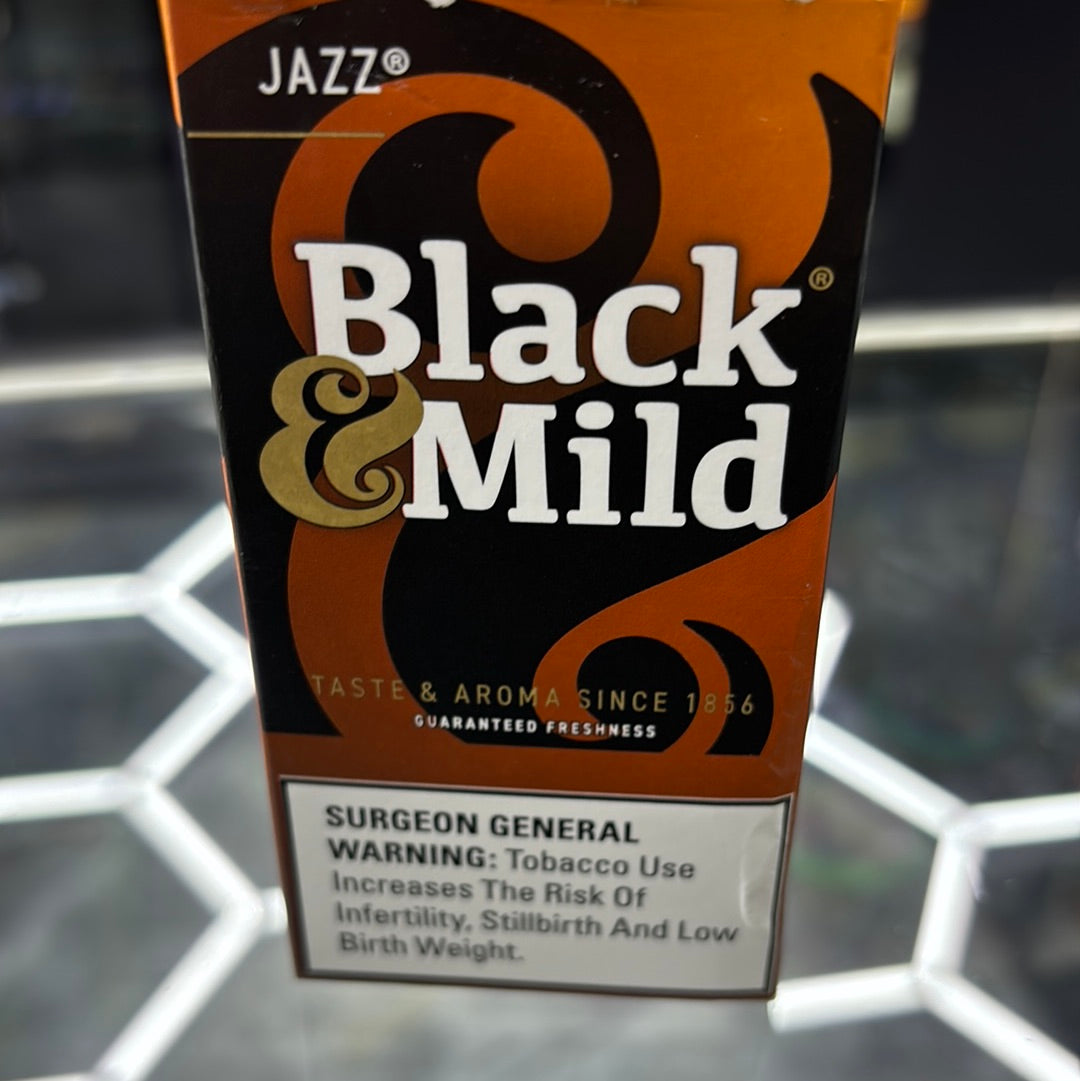 JAZZ®
Black®
& Mild
TASTE & AROMA SINCE 1856
GUARANTEED FRESHNESS
SURGEON GENERAL
WARNING: Tobacco Use
Increases The Risk Of
Infertility, Stillbirth And Low
Birth Weight.